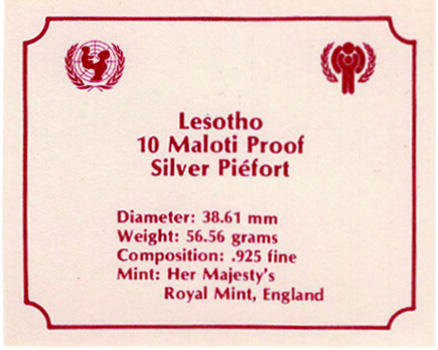 Lesotho
10 Maloti Proof
Silver Piéfort
Diameter: 38.61 mm
Weight: 56.56 grams
Composition: .925 fine
Mint: Her Majesty's
Royal Mint, England